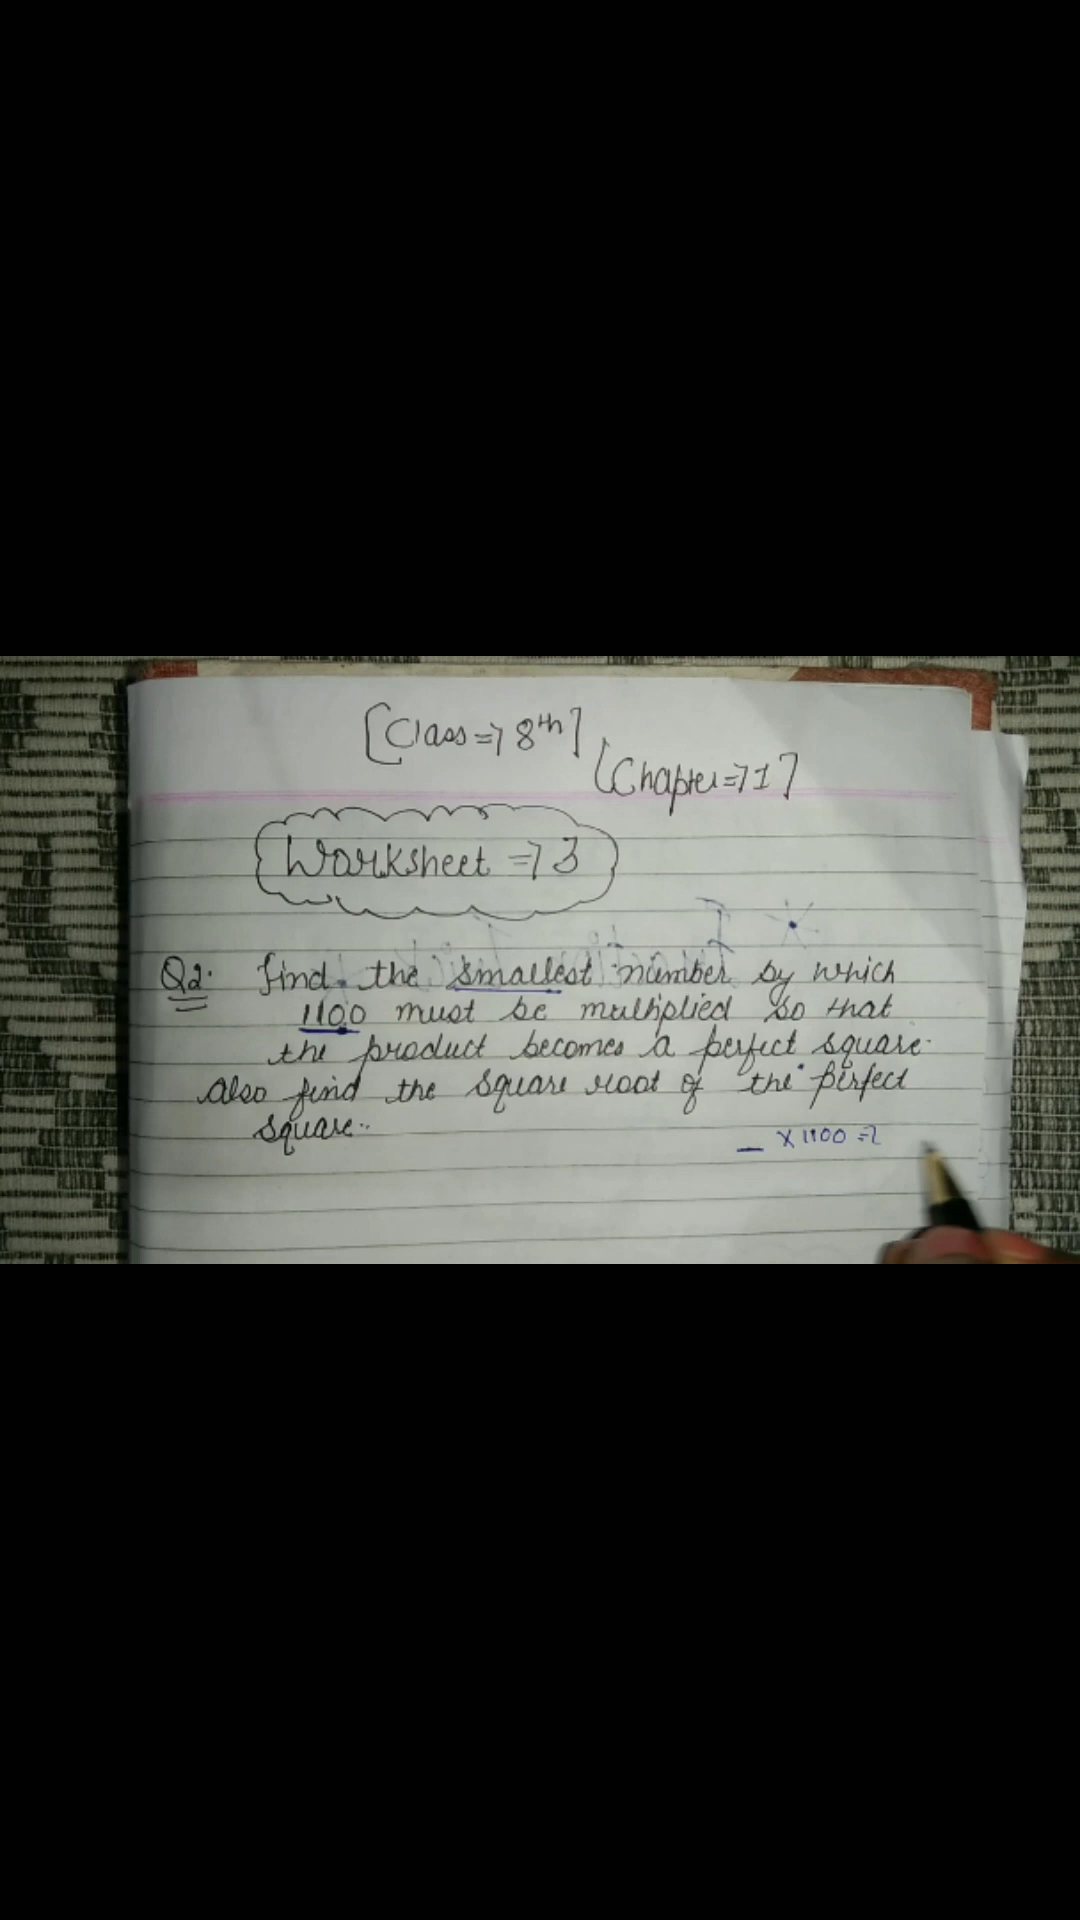 [Class => 8th]
[Chapter => 1]
Worksheet => 3
Q2. Find the smallest number by which
1100 must be multiplied so that
the product becomes a perfect square.
Also find the square root of the perfect
square..
_ x 1100 =